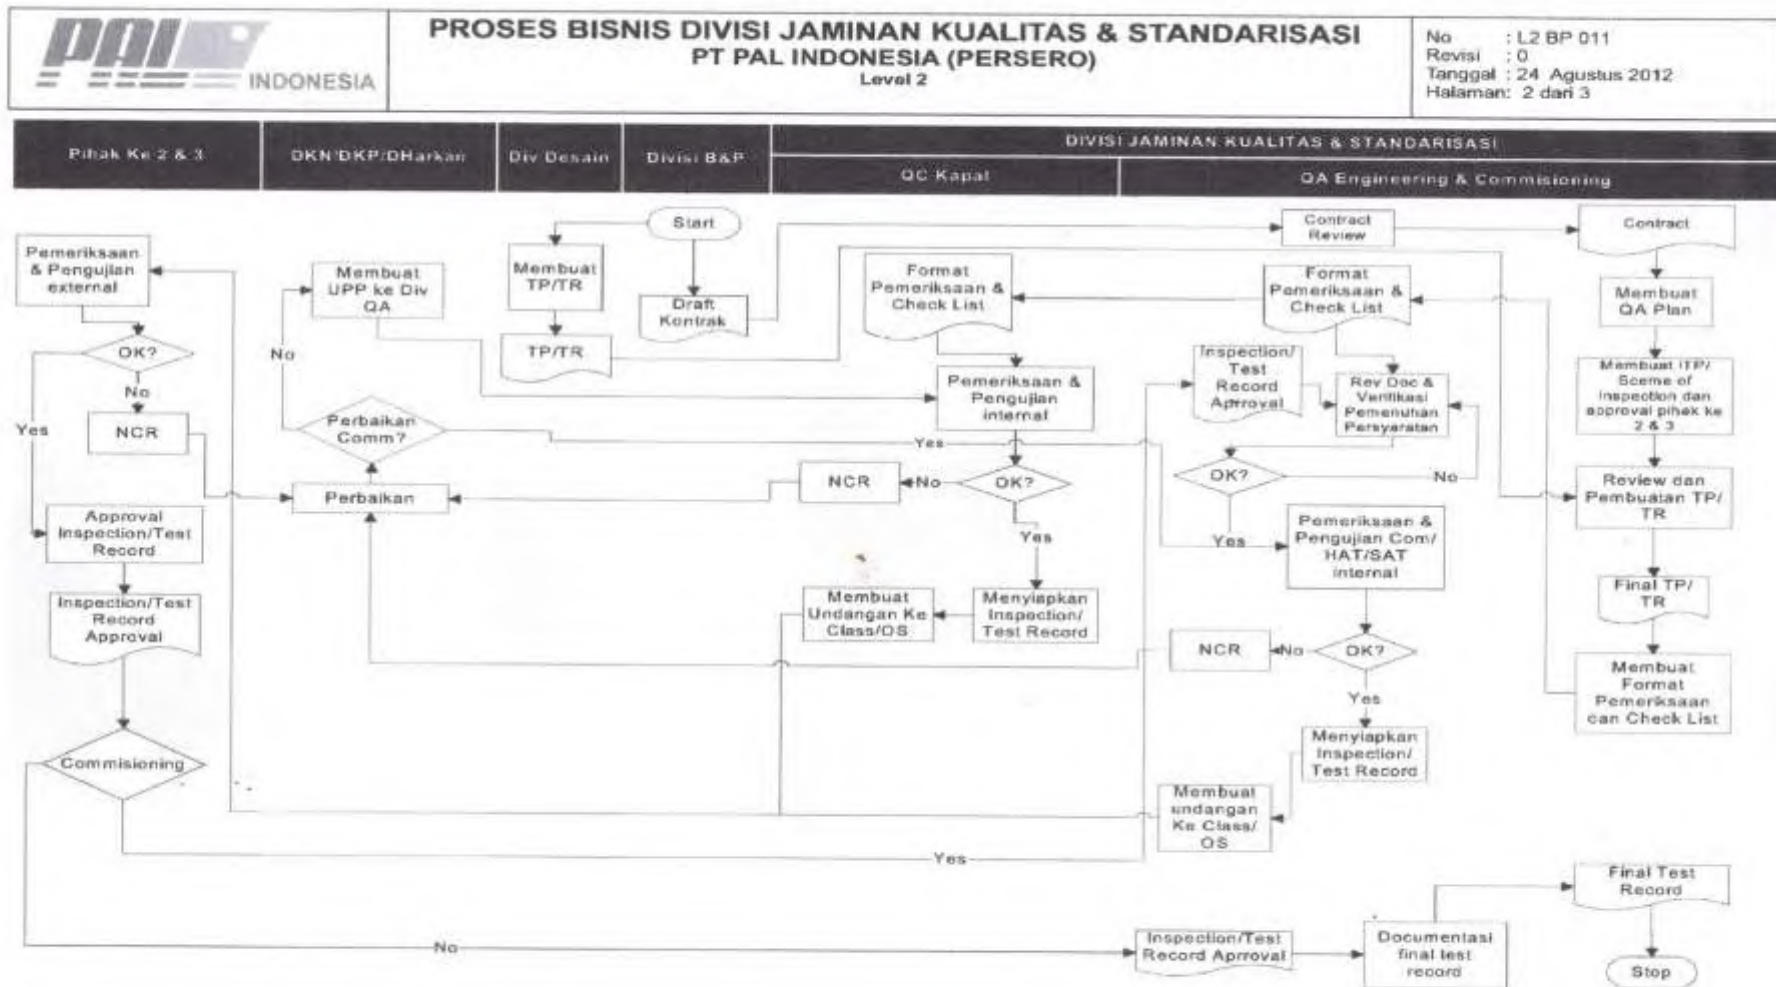 PAL
INDONESIA
PROSES BISNIS DIVISI JAMINAN KUALITAS & STANDARISASI
PT PAL INDONESIA (PERSERO)
Level 2
No : L2 BP 011
Revisi : 0
Tanggal : 24 Agustus 2012
Halaman: 2 dari 3
Pihak Ke 2 & 3
DKN/DKP/DHarkan
Div Desain
Divisi B&P
DIVISI JAMINAN KUALITAS & STANDARISASI
QC Kapal
QA Engineering & Commisioning
Start
Contract
Review
Contract
Pemeriksaan
& Pengujian
external
Membuat
UPP ke Div
QA
Membuat
TP/TR
Draft
Kontrak
Format
Pemeriksaan &
Check List
Format
Pemeriksaan &
Check List
Membuat
QA Plan
OK?
No
TP/TR
Inspection/
Test
Record
Aprroval
Membuat ITP/
Sceme of
inspection dan
approval pihak ke
2 & 3
No
Yes
NCR
Perbaikan
Comm?
Pemeriksaan &
Pengujian
internal
Rev Doc &
Verifikasi
Pemenuhan
Persyaratan
Yes
Perbaikan
NCR
No
OK?
OK?
No
Review dan
Pembuatan TP/
TR
Approval
Inspection/Test
Record
Yes
Yes
Pemeriksaan &
Pengujian Com/
HAT/SAT
internal
Inspection/Test
Record
Approval
Membuat
Undangan Ke
Class/OS
Menyiapkan
Inspection/
Test Record
Final TP/
TR
NCR
No
OK?
Yes
Membuat
Format
Pemeriksaan
can Check List
Commisioning
Menyiapkan
Inspection/
Test Record
Membuat
undangan
Ke Class/
OS
Yes
Final Test
Record
No
Inspection/Test
Record Aprroval
Documentasi
final test
record
Stop